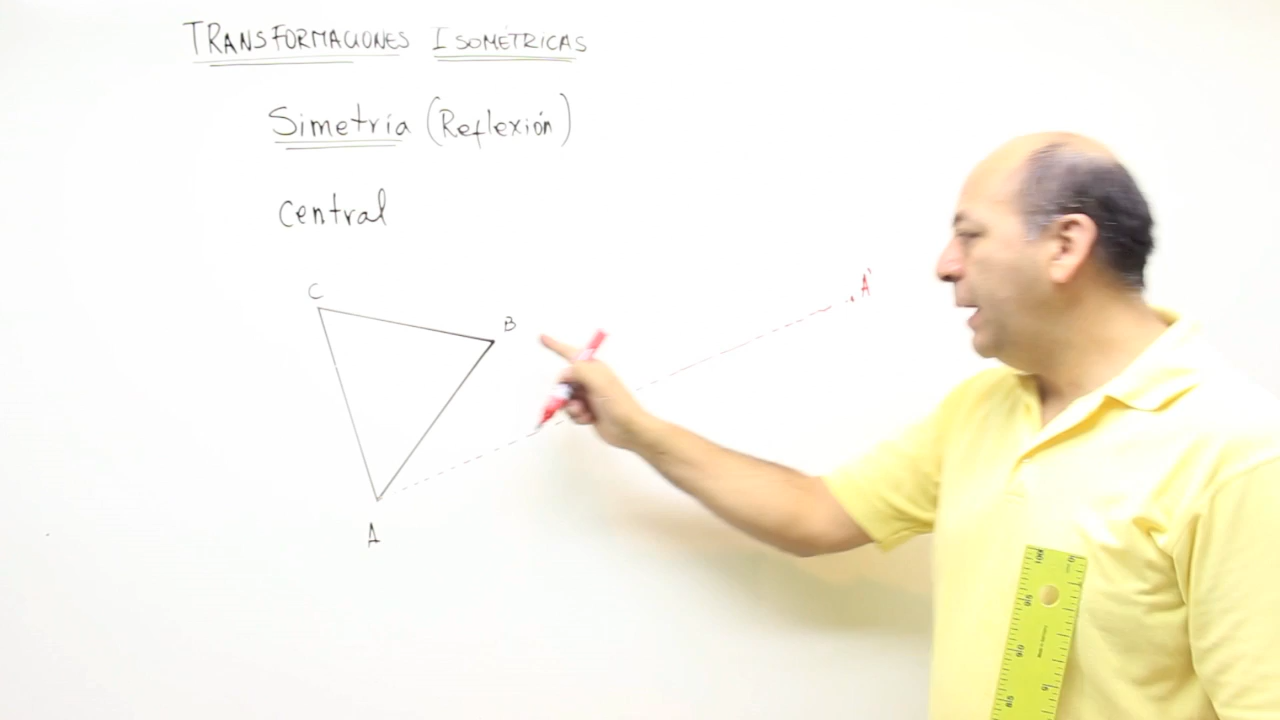 TRANSFORMACIONES ISOMÉTRICAS
Simetría (Reflexión)
Central
C
B
A'
A